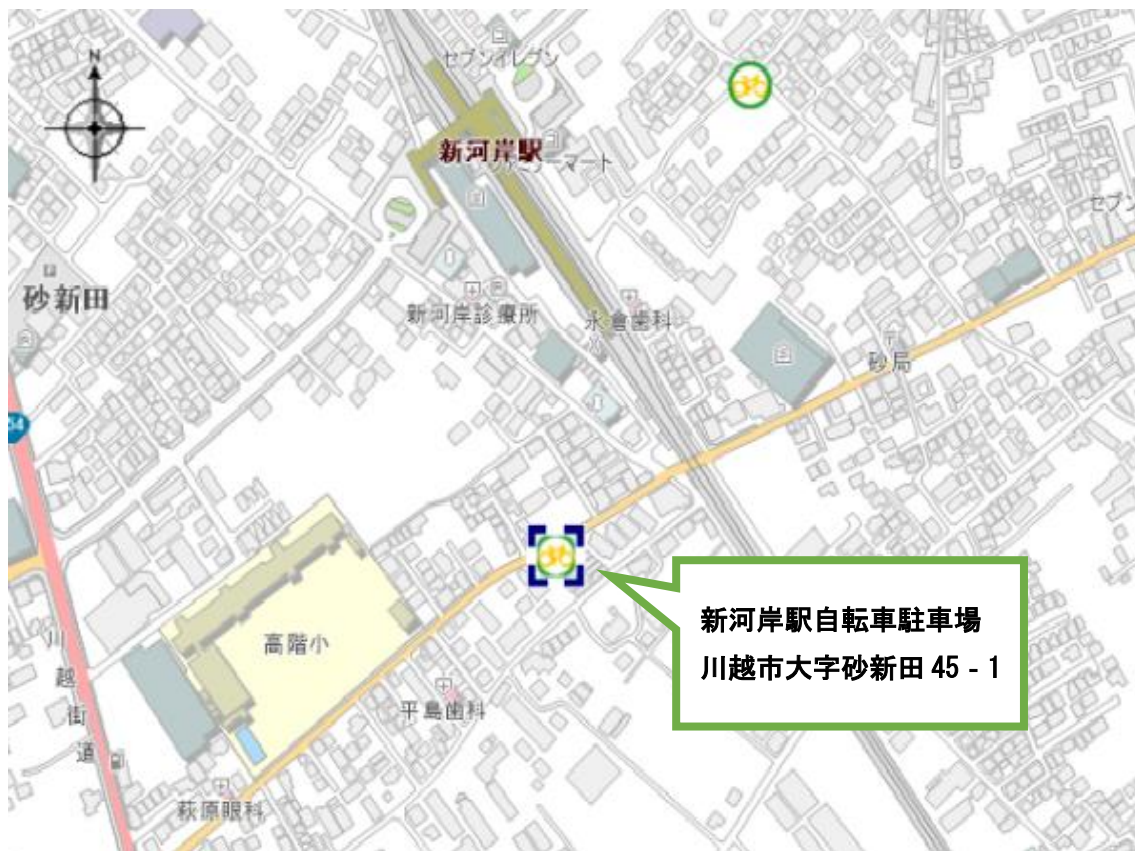 N
セブンイレブン
新河岸駅
ファミリーマート
セブン
砂新田
新河岸診療所
永倉歯科
砂局
54
高階小
川越街道
平島歯科
萩原眼科
新河岸駅自転車駐車場
川越市大字砂新田 45 - 1